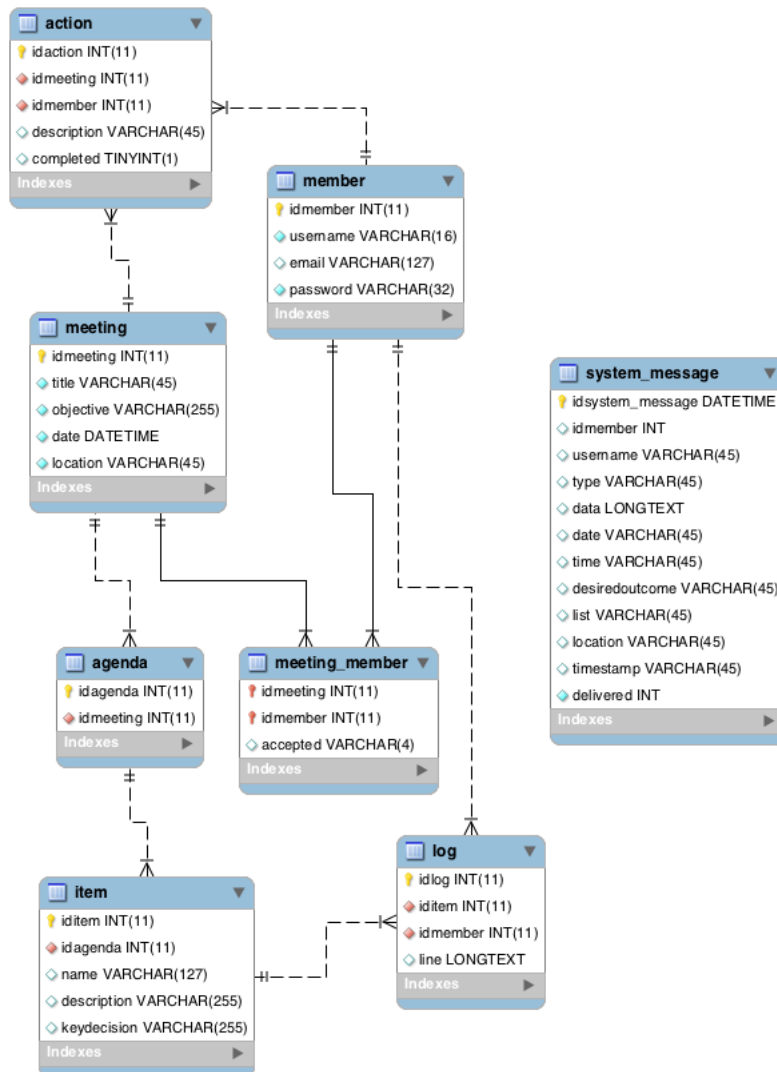 action
idaction INT(11)
idmeeting INT(11)
idmember INT(11)
description VARCHAR(45)
completed TINYINT(1)
Indexes
member
idmember INT(11)
username VARCHAR(16)
email VARCHAR(127)
password VARCHAR(32)
Indexes
meeting
idmeeting INT(11)
title VARCHAR(45)
objective VARCHAR(255)
date DATETIME
location VARCHAR(45)
Indexes
system_message
idsystem_message DATETIME
idmember INT
username VARCHAR(45)
type VARCHAR(45)
data LONGTEXT
date VARCHAR(45)
time VARCHAR(45)
desiredoutcome VARCHAR(45)
list VARCHAR(45)
location VARCHAR(45)
timestamp VARCHAR(45)
delivered INT
Indexes
agenda
idagenda INT(11)
idmeeting INT(11)
Indexes
meeting_member
idmeeting INT(11)
idmember INT(11)
accepted VARCHAR(4)
Indexes
log
idlog INT(11)
iditem INT(11)
idmember INT(11)
line LONGTEXT
Indexes
item
iditem INT(11)
idagenda INT(11)
name VARCHAR(127)
description VARCHAR(255)
keydecision VARCHAR(255)
Indexes